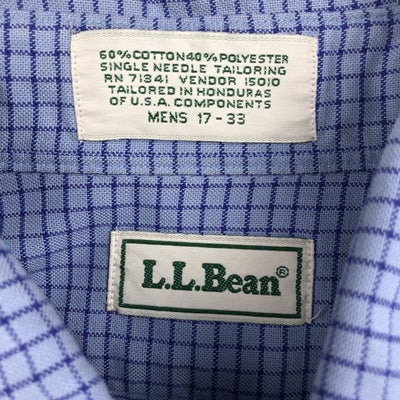 60% COTTON 40% POLYESTER
SINGLE NEEDLE TAILORING
RN 71341 VENDOR 15010
TAILORED IN HONDURAS
OF U.S.A. COMPONENTS
MENS 17 - 33
L.L.Bean®